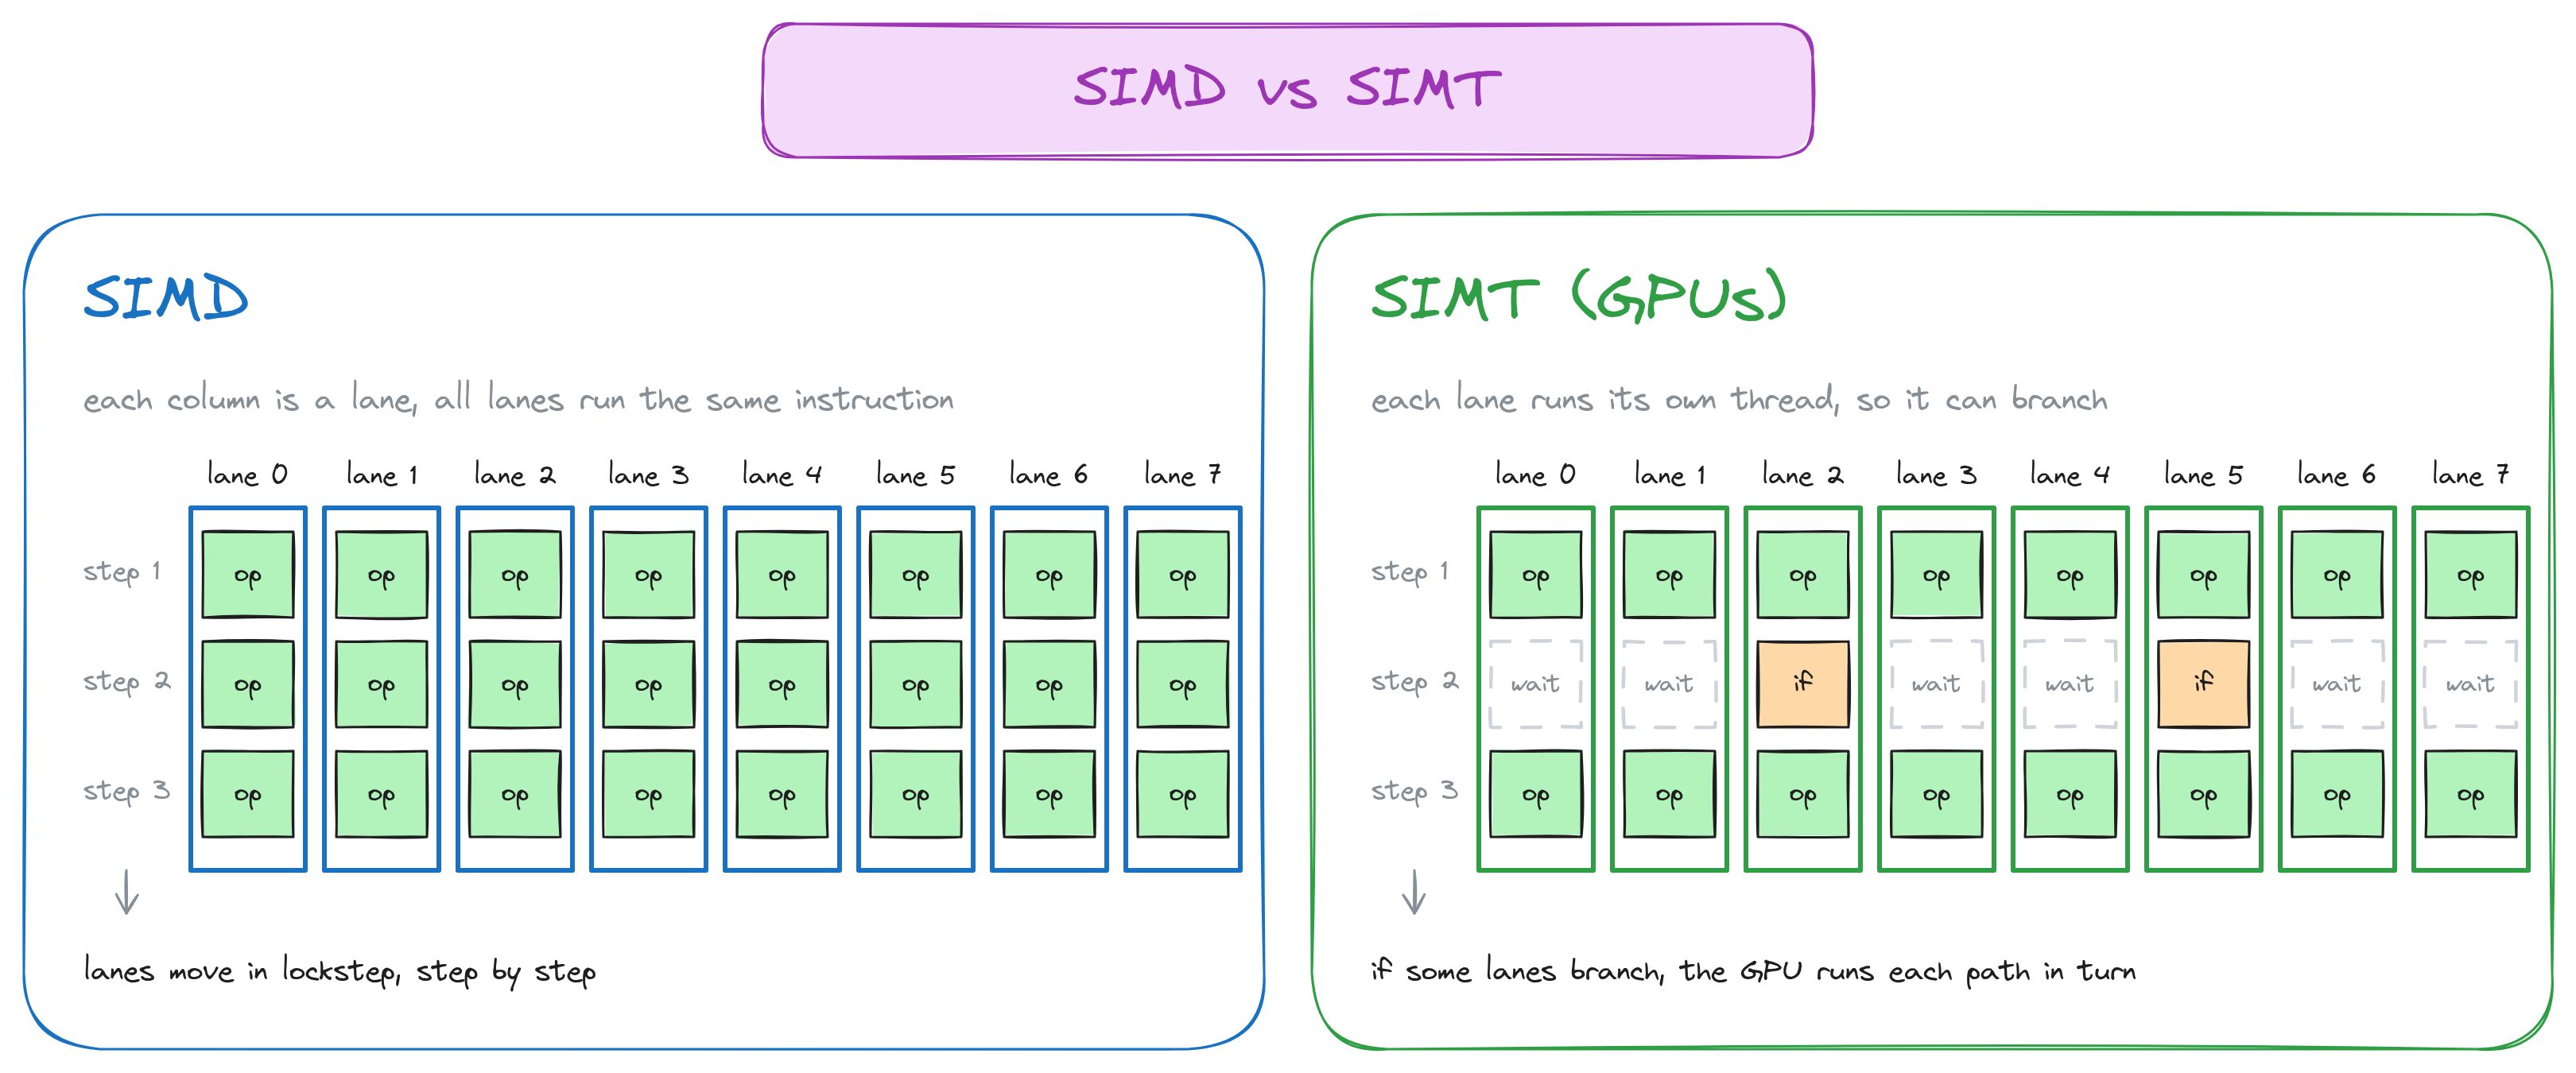 SIMD vs SIMT
SIMD
each column is a lane, all lanes run the same instruction
lane 0 lane 1 lane 2 lane 3 lane 4 lane 5 lane 6 lane 7
step 1 op op op op op op op op
step 2 op op op op op op op op
step 3 op op op op op op op op
lanes move in lockstep, step by step
SIMT (GPUs)
each lane runs its own thread, so it can branch
lane 0 lane 1 lane 2 lane 3 lane 4 lane 5 lane 6 lane 7
step 1 op op op op op op op op
step 2 wait wait if wait wait if wait wait
step 3 op op op op op op op op
if some lanes branch, the GPU runs each path in turn